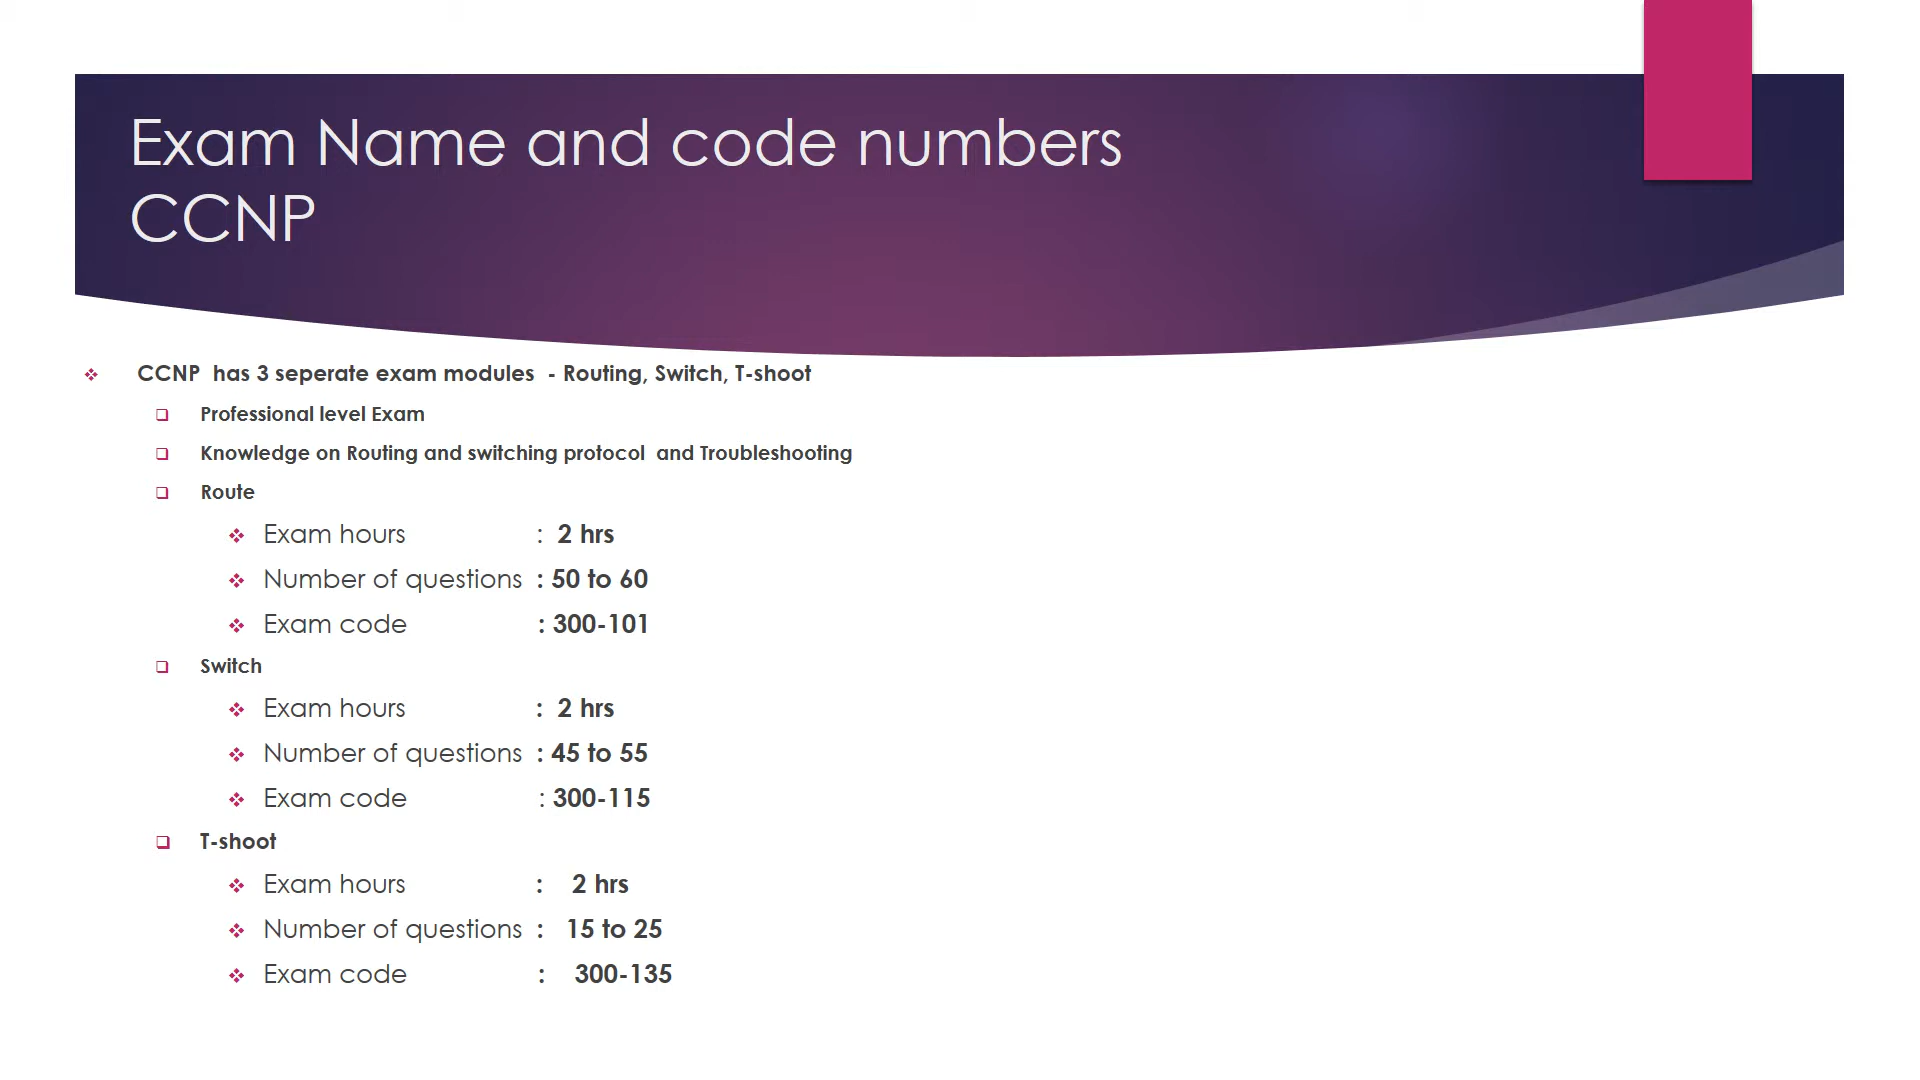 Exam Name and code numbers
CCNP
CCNP has 3 seperate exam modules - Routing, Switch, T-shoot
Professional level Exam
Knowledge on Routing and switching protocol and Troubleshooting
Route
Exam hours : 2 hrs
Number of questions : 50 to 60
Exam code : 300-101
Switch
Exam hours : 2 hrs
Number of questions : 45 to 55
Exam code : 300-115
T-shoot
Exam hours : 2 hrs
Number of questions : 15 to 25
Exam code : 300-135